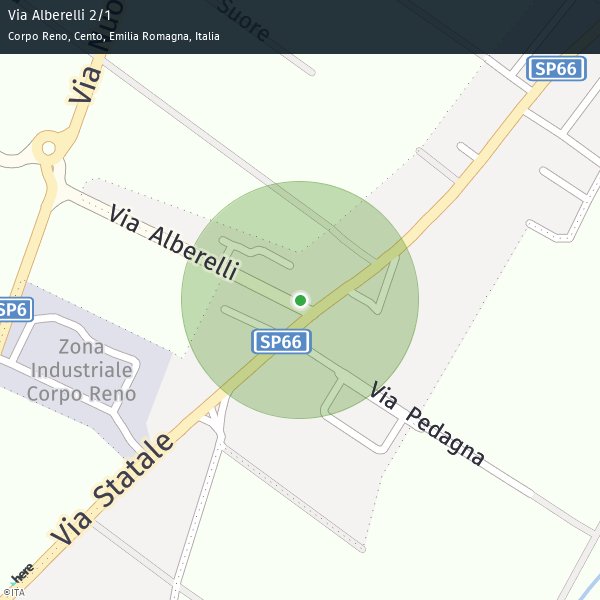 Via Alberelli 2/1
Corpo Reno, Cento, Emilia Romagna, Italia
Suore
SP66
Via Alberelli
SP6
SP66
Zona
Industriale
Corpo Reno
Via Pedagna
Via Statale
here
©ITA